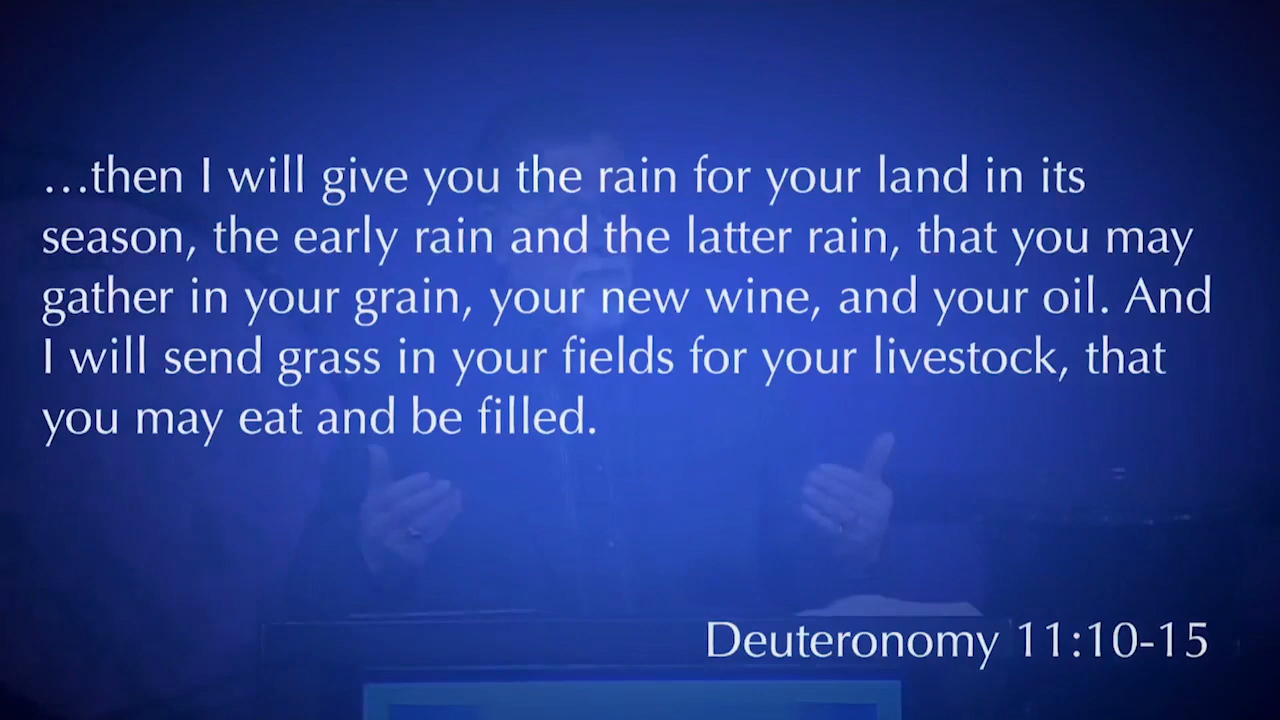 …then I will give you the rain for your land in its
season, the early rain and the latter rain, that you may
gather in your grain, your new wine, and your oil. And
I will send grass in your fields for your livestock, that
you may eat and be filled.
Deuteronomy 11:10-15